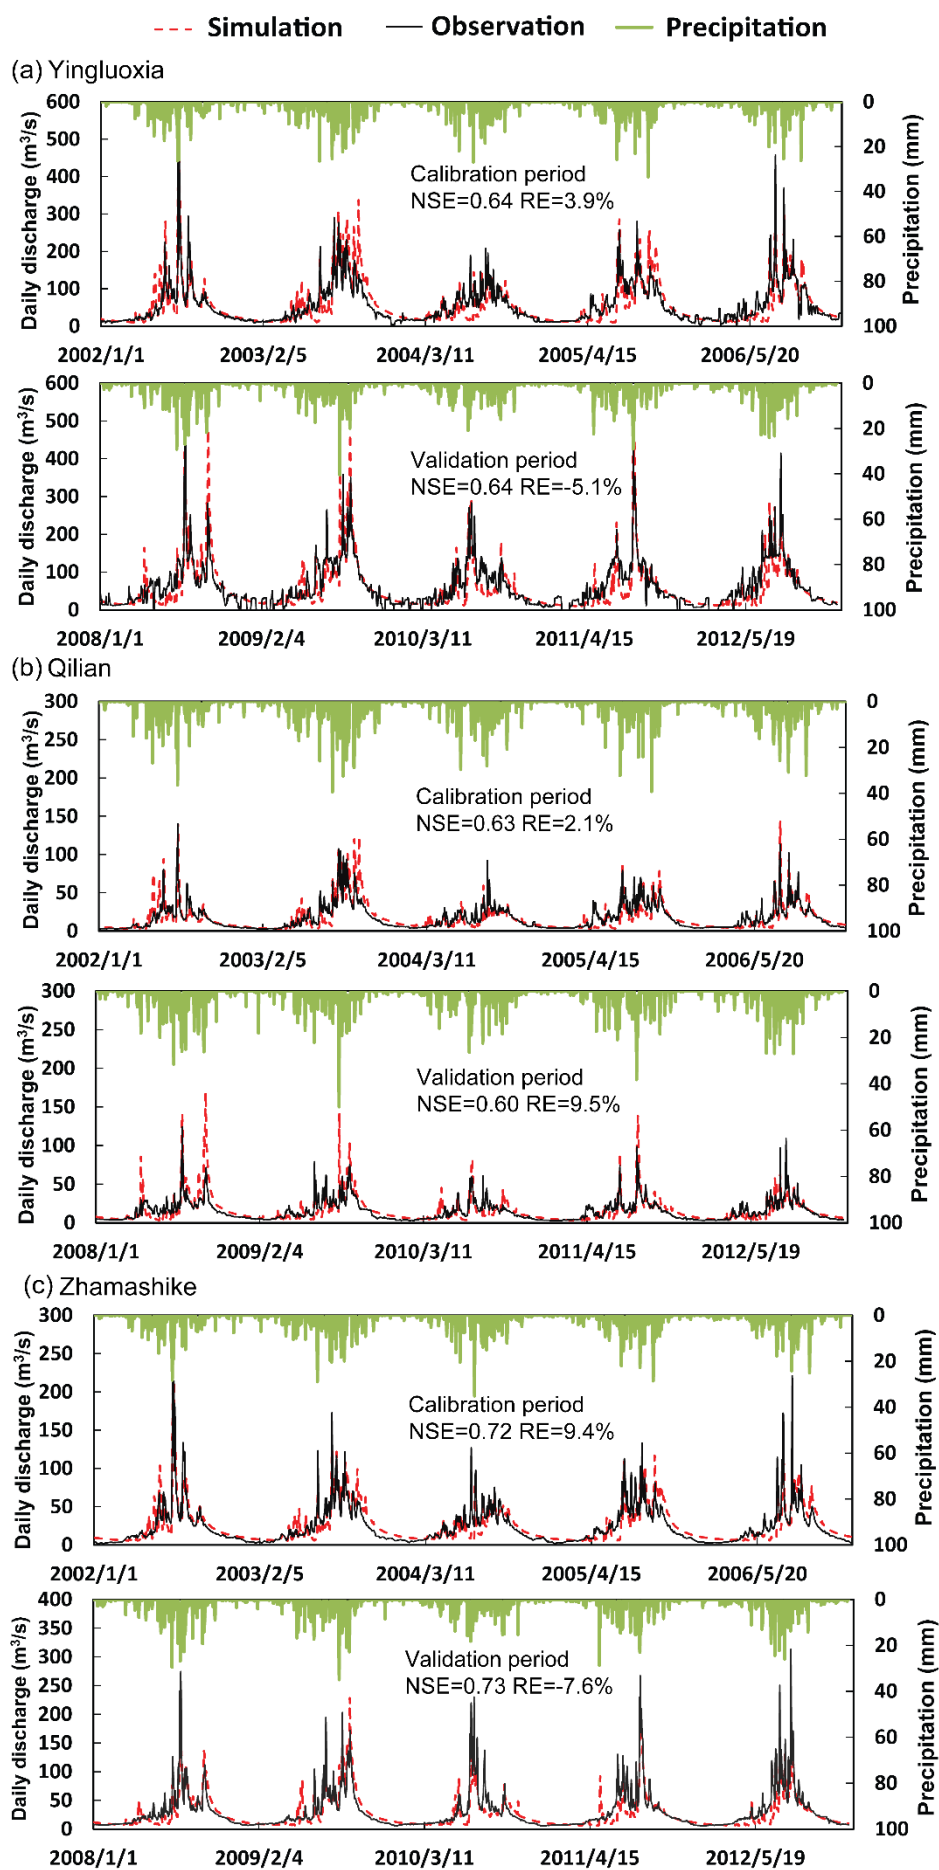 Simulation Observation Precipitation
(a) Yingluoxia
Daily discharge (m³/s)
600
500
400
300
200
100
0
Calibration period
NSE=0.64 RE=3.9%
0
20
40
60
80
100
Precipitation (mm)
2002/1/1 2003/2/5 2004/3/11 2005/4/15 2006/5/20
Daily discharge (m³/s)
600
500
400
300
200
100
0
Validation period
NSE=0.64 RE=-5.1%
0
20
40
60
80
100
Precipitation (mm)
2008/1/1 2009/2/4 2010/3/11 2011/4/15 2012/5/19
(b) Qilian
Daily discharge (m³/s)
300
250
200
150
100
50
0
Calibration period
NSE=0.63 RE=2.1%
0
20
40
60
80
100
Precipitation (mm)
2002/1/1 2003/2/5 2004/3/11 2005/4/15 2006/5/20
Daily discharge (m³/s)
300
250
200
150
100
50
0
Validation period
NSE=0.60 RE=9.5%
0
20
40
60
80
100
Precipitation (mm)
2008/1/1 2009/2/4 2010/3/11 2011/4/15 2012/5/19
(c) Zhamashike
Daily discharge (m³/s)
300
250
200
150
100
50
0
Calibration period
NSE=0.72 RE=9.4%
0
20
40
60
80
100
Precipitation (mm)
2002/1/1 2003/2/5 2004/3/11 2005/4/15 2006/5/20
Daily discharge (m³/s)
400
350
300
250
200
150
100
50
0
Validation period
NSE=0.73 RE=-7.6%
0
20
40
60
80
100
Precipitation (mm)
2008/1/1 2009/2/4 2010/3/11 2011/4/15 2012/5/19